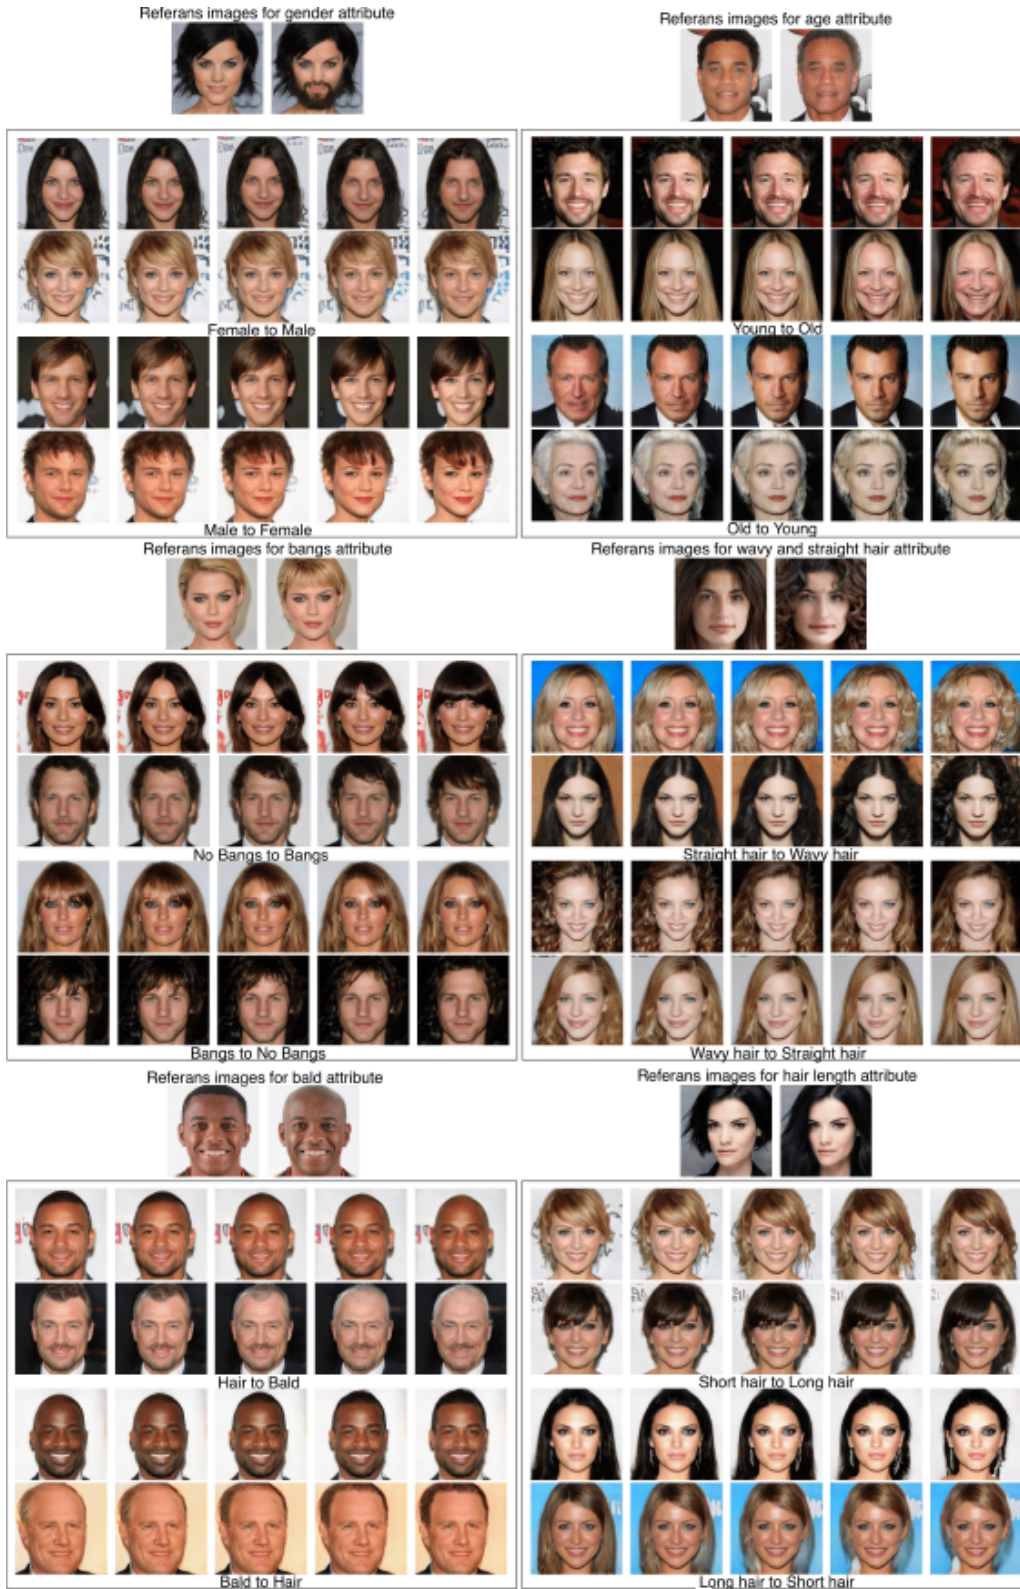 Referans images for gender attribute
Referans images for age attribute
Female to Male
Young to Old
Male to Female
Old to Young
Referans images for bangs attribute
Referans images for wavy and straight hair attribute
No Bangs to Bangs
Straight hair to Wavy hair
Bangs to No Bangs
Wavy hair to Straight hair
Referans images for bald attribute
Referans images for hair length attribute
Hair to Bald
Short hair to Long hair
Bald to Hair
Long hair to Short hair